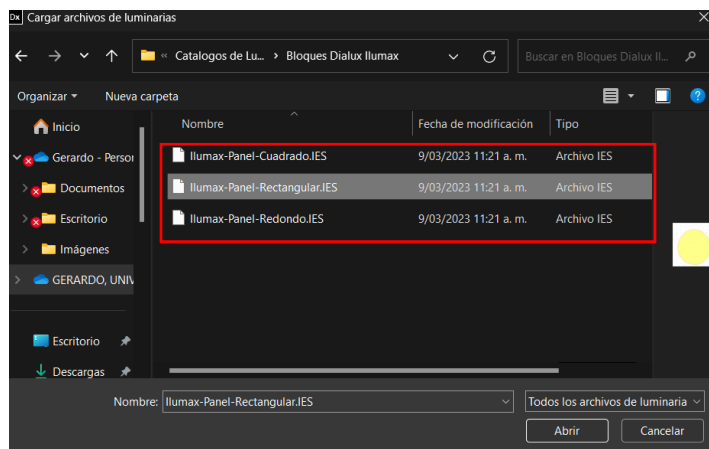 Dx Cargar archivos de luminarias
« Catalogos de Lu... › Bloques Dialux Ilumax
Buscar en Bloques Dialux Il...
Organizar
Nueva carpeta
Inicio
Gerardo - Person
Documentos
Escritorio
Imágenes
GERARDO, UNIV
Escritorio
Descargas
Nombre Fecha de modificación Tipo
Ilumax-Panel-Cuadrado.IES 9/03/2023 11:21 a. m. Archivo IES
Ilumax-Panel-Rectangular.IES 9/03/2023 11:21 a. m. Archivo IES
Ilumax-Panel-Redondo.IES 9/03/2023 11:21 a. m. Archivo IES
Nombre: Ilumax-Panel-Rectangular.IES
Todos los archivos de luminaria
Abrir Cancelar